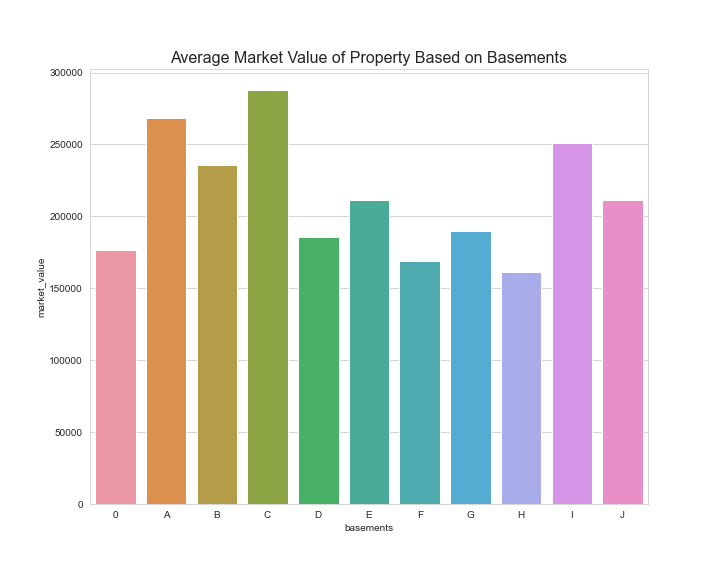 Average Market Value of Property Based on Basements
300000
250000
200000
150000
100000
50000
0
market_value
0 A B C D E F G H I J
basements